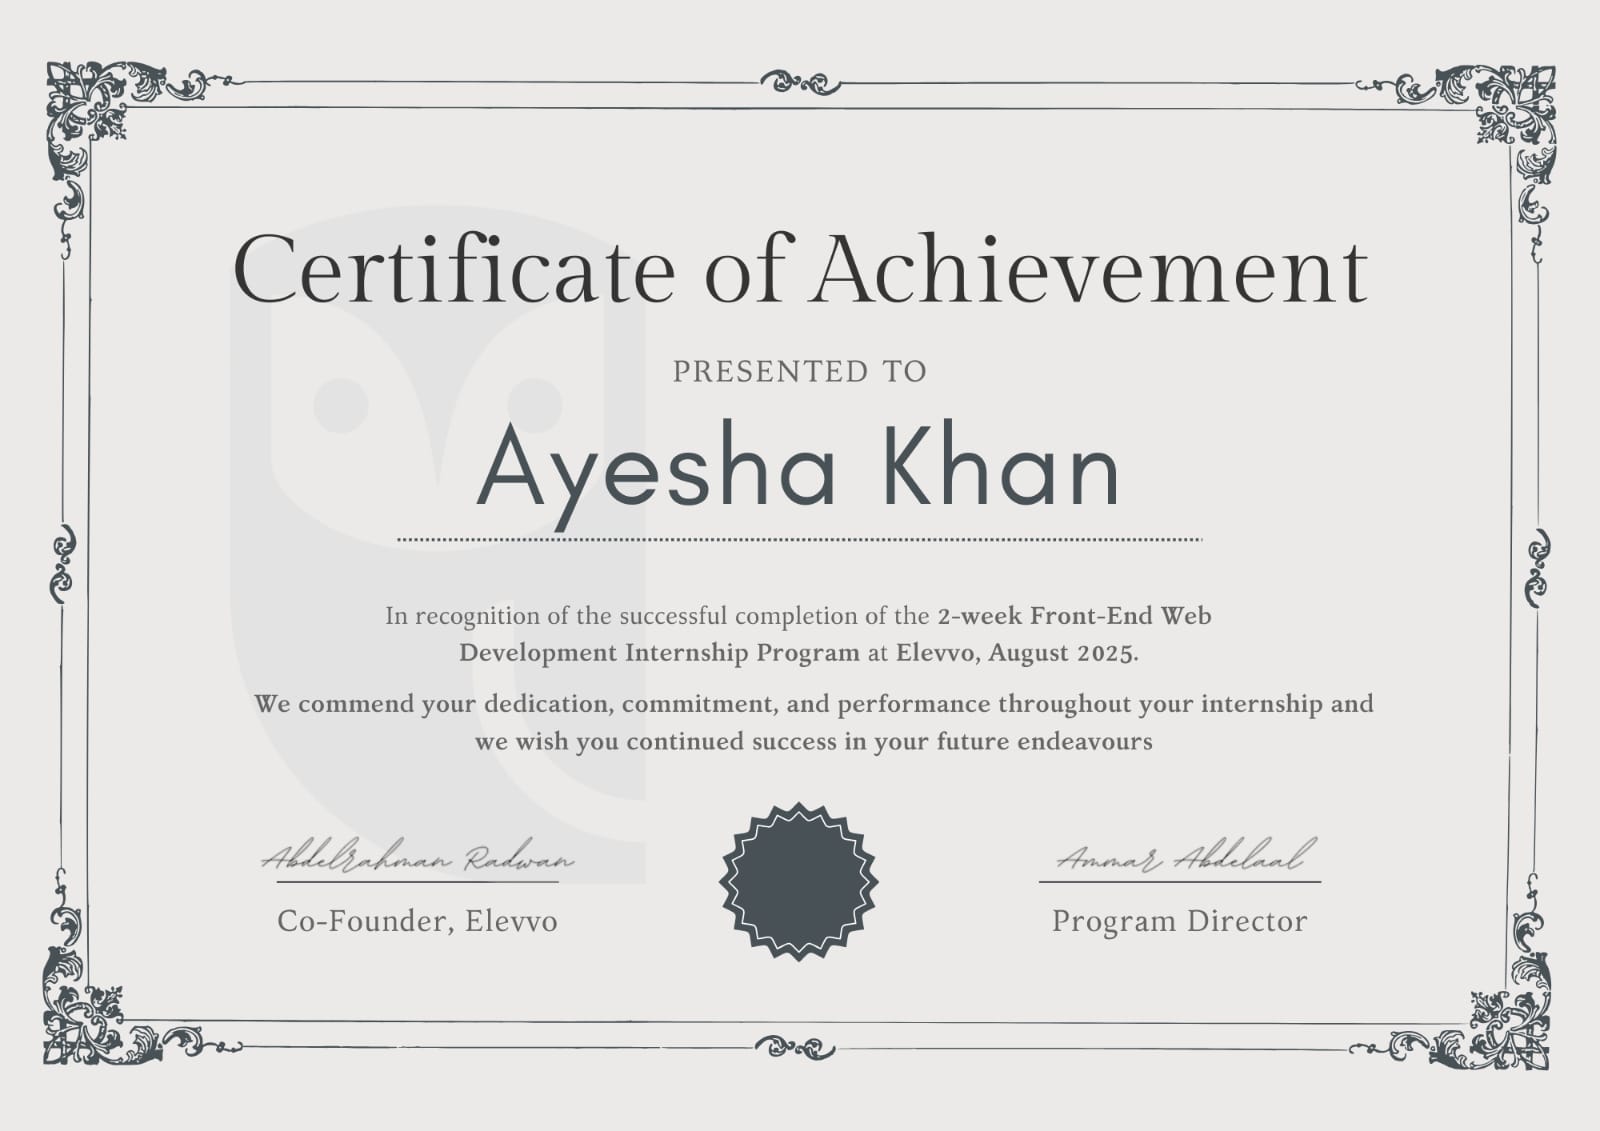 Certificate of Achievement
PRESENTED TO
Ayesha Khan
In recognition of the successful completion of the 2-week Front-End Web
Development Internship Program at Elevvo, August 2025.
We commend your dedication, commitment, and performance throughout your internship and
we wish you continued success in your future endeavours
Abdelrahman Radwan
Ammar Abdelaal
Co-Founder, Elevvo
Program Director